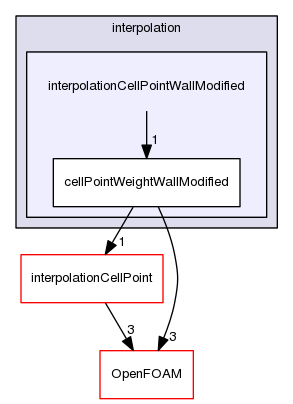 interpolation
interpolationCellPointWallModified
1
cellPointWeightWallModified
1
interpolationCellPoint
3
3
OpenFOAM